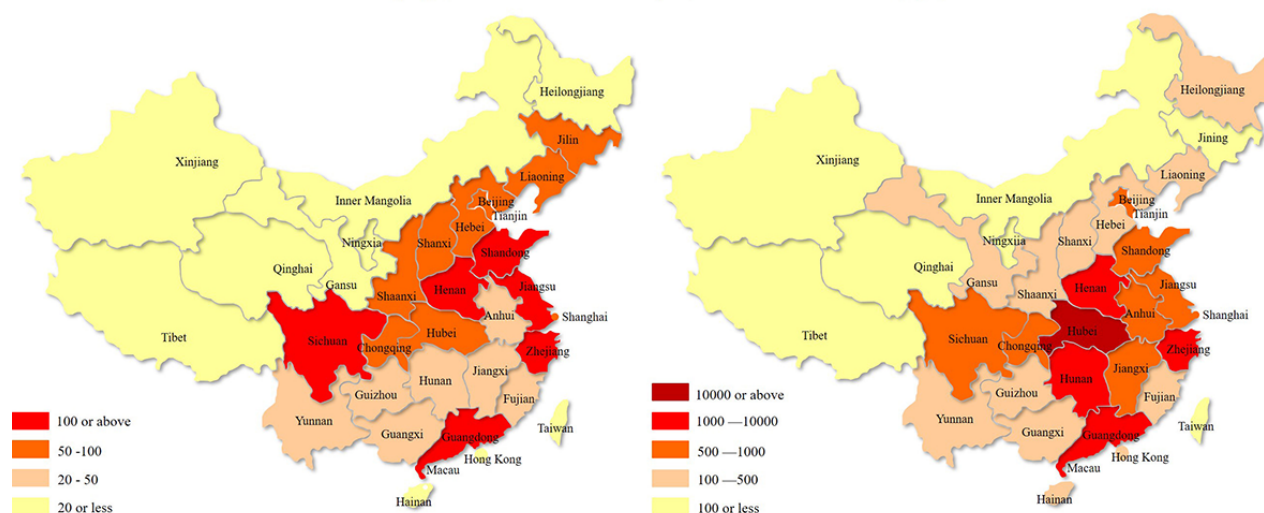 Heilongjiang
Jilin
Xinjiang
Liaoning
Inner Mangolia
Beijing
Tianjin
Hebei
Ningxia
Shanxi
Shandong
Qinghai
Gansu
Shaanxi
Henan
Jiangsu
Anhui
Shanghai
Tibet
Sichuan
Hubei
Chongqing
Zhejiang
Hunan
Jiangxi
Guizhou
Fujian
Yunnan
Guangxi
Guangdong
Taiwan
Hong Kong
Macau
Hainan
100 or above
50 -100
20 - 50
20 or less
Heilongjiang
Jining
Xinjiang
Liaoning
Inner Mangolia
Beijing
Tianjin
Hebei
Ningxiia
Shanxi
Shandong
Qinghai
Gansu
Shaanxi
Henan
Jiangsu
Anhui
Shanghai
Tibet
Sichuan
Hubei
Chongqing
Zhejiang
Hunan
Jiangxi
Guizhou
Fujian
Yunnan
Guangxi
Guangdong
Taiwan
Hong Kong
Macau
Hainan
10000 or above
1000 —10000
500 —1000
100 —500
100 or less